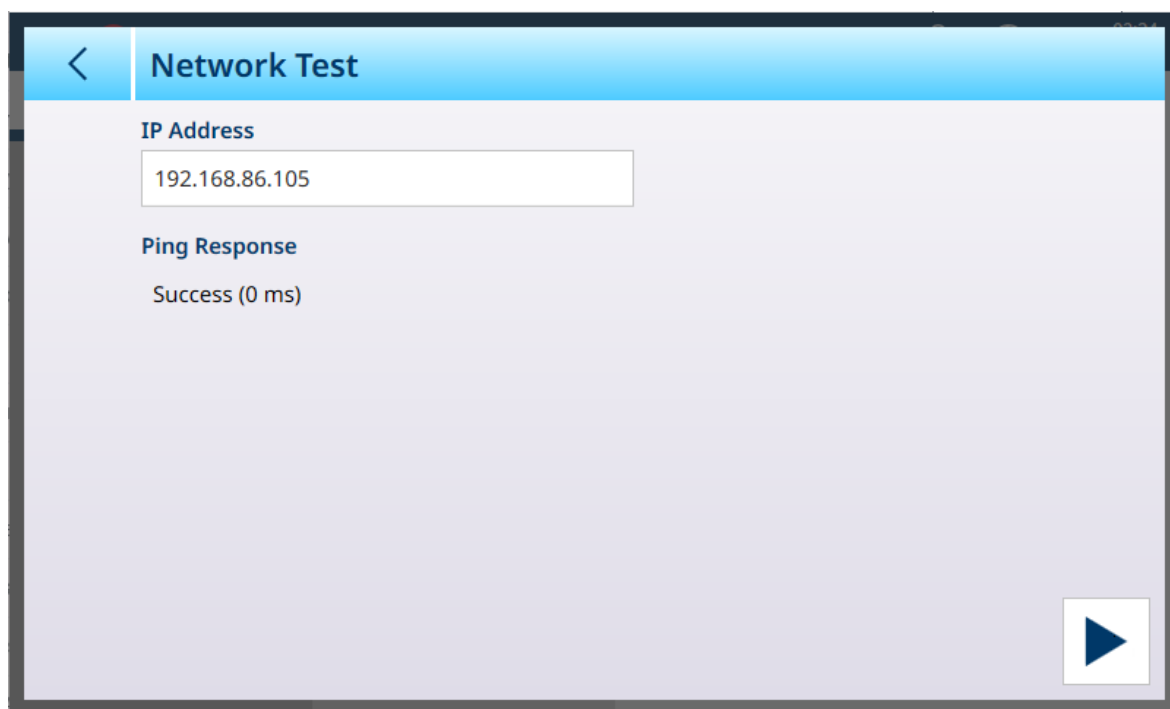 Network Test
IP Address
192.168.86.105
Ping Response
Success (0 ms)